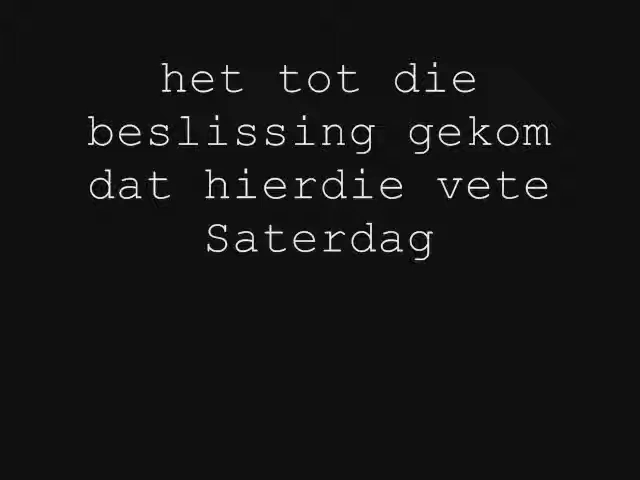 het tot die
beslissing gekom
dat hierdie vete
Saterdag